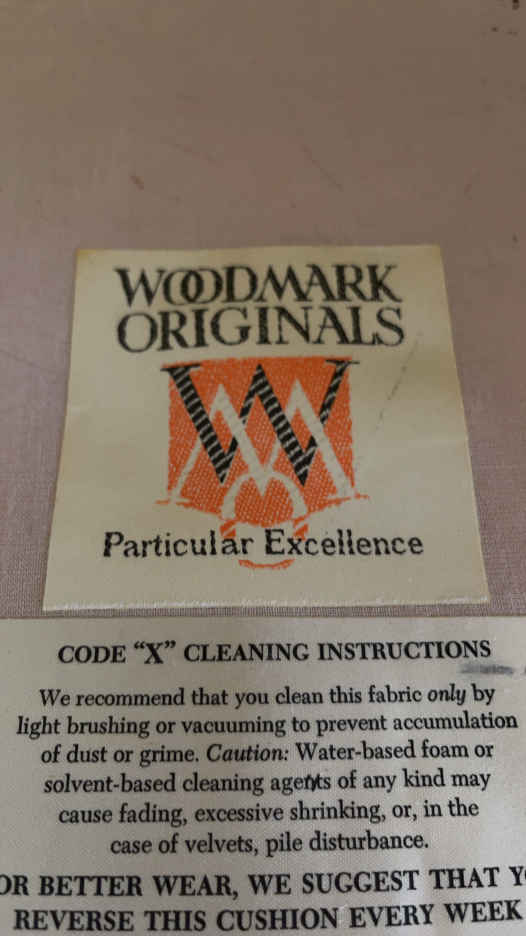 WOODMARK
ORIGINALS
Particular Excellence
CODE “X” CLEANING INSTRUCTIONS
We recommend that you clean this fabric only by
light brushing or vacuuming to prevent accumulation
of dust or grime. Caution: Water-based foam or
solvent-based cleaning agents of any kind may
cause fading, excessive shrinking, or, in the
case of velvets, pile disturbance.
OR BETTER WEAR, WE SUGGEST THAT Y
REVERSE THIS CUSHION EVERY WEEK